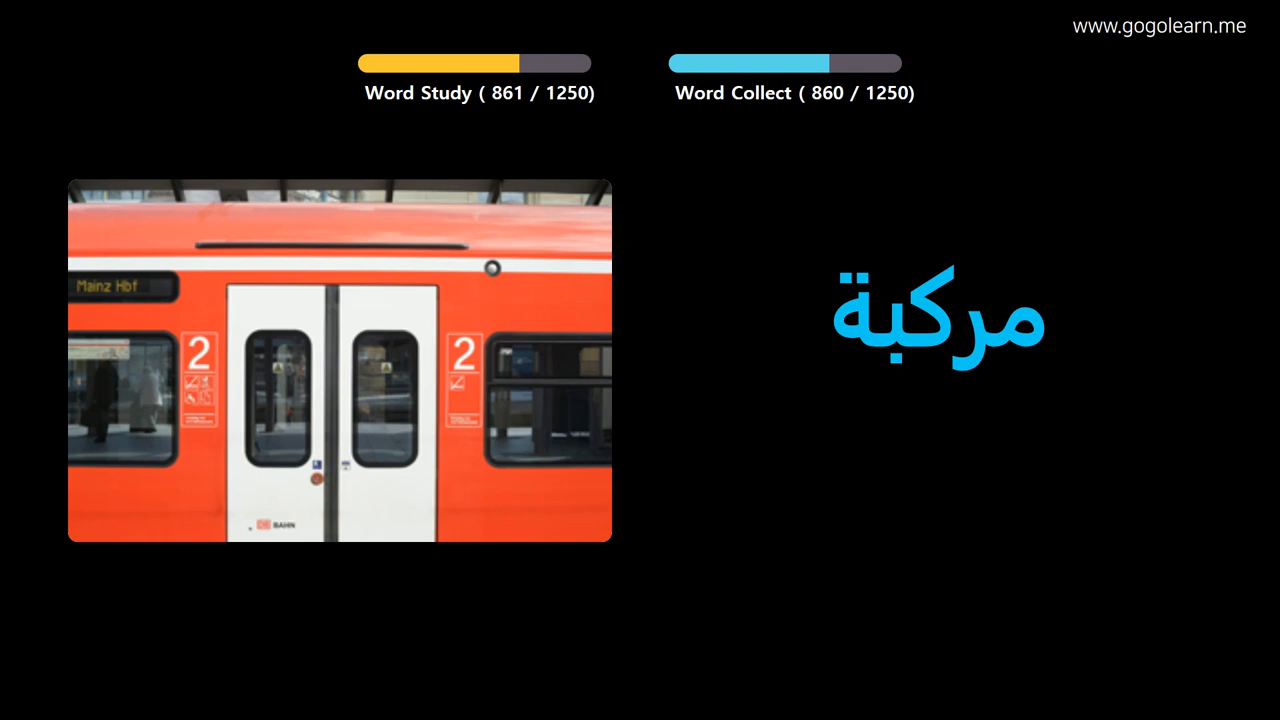 www.gogolearn.me
Word Study ( 861 / 1250)
Word Collect ( 860 / 1250)
Mainz Hbf
2
2
مركبة
DB BAHN